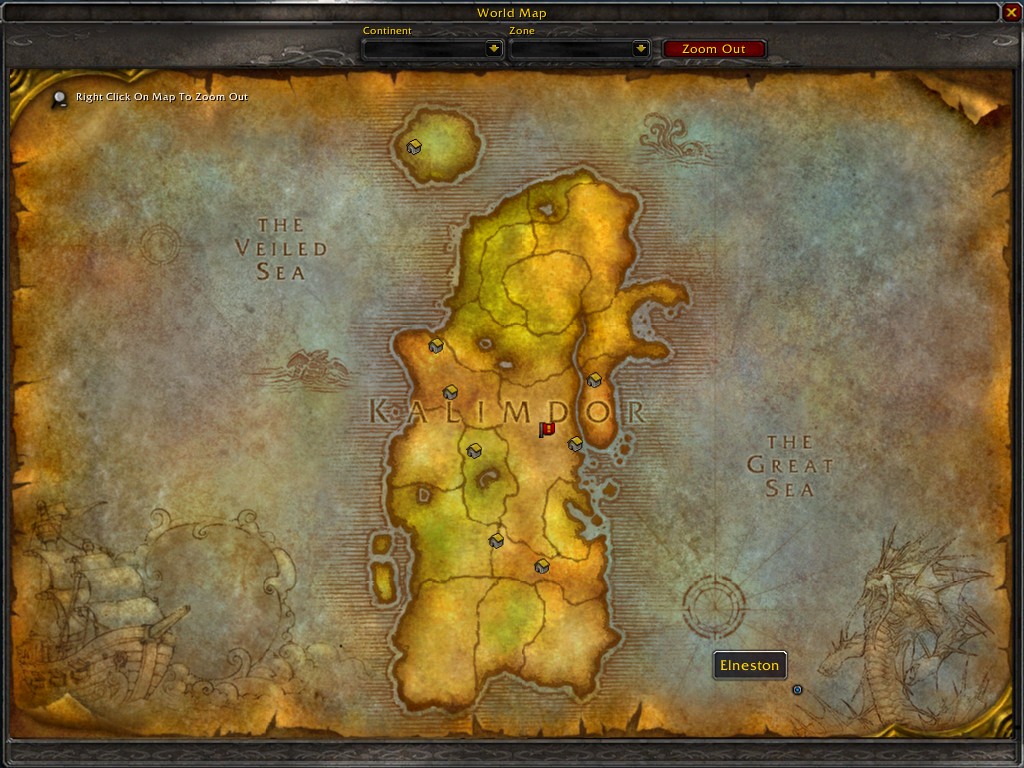 World Map
Continent
Zone
Zoom Out
Right Click On Map To Zoom Out
THE
VEILED
SEA
KALIMDOR
THE
GREAT
SEA
Elneston